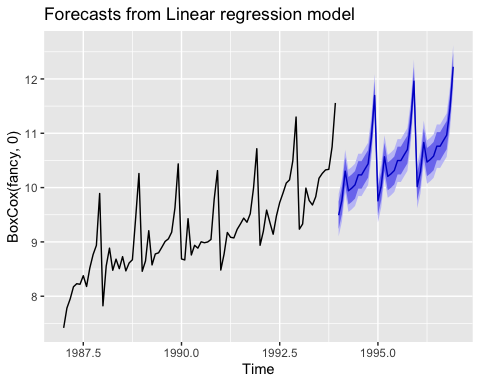 Forecasts from Linear regression model
BoxCox(fancy, 0)
12
11
10
9
8
1987.5 1990.0 1992.5 1995.0
Time